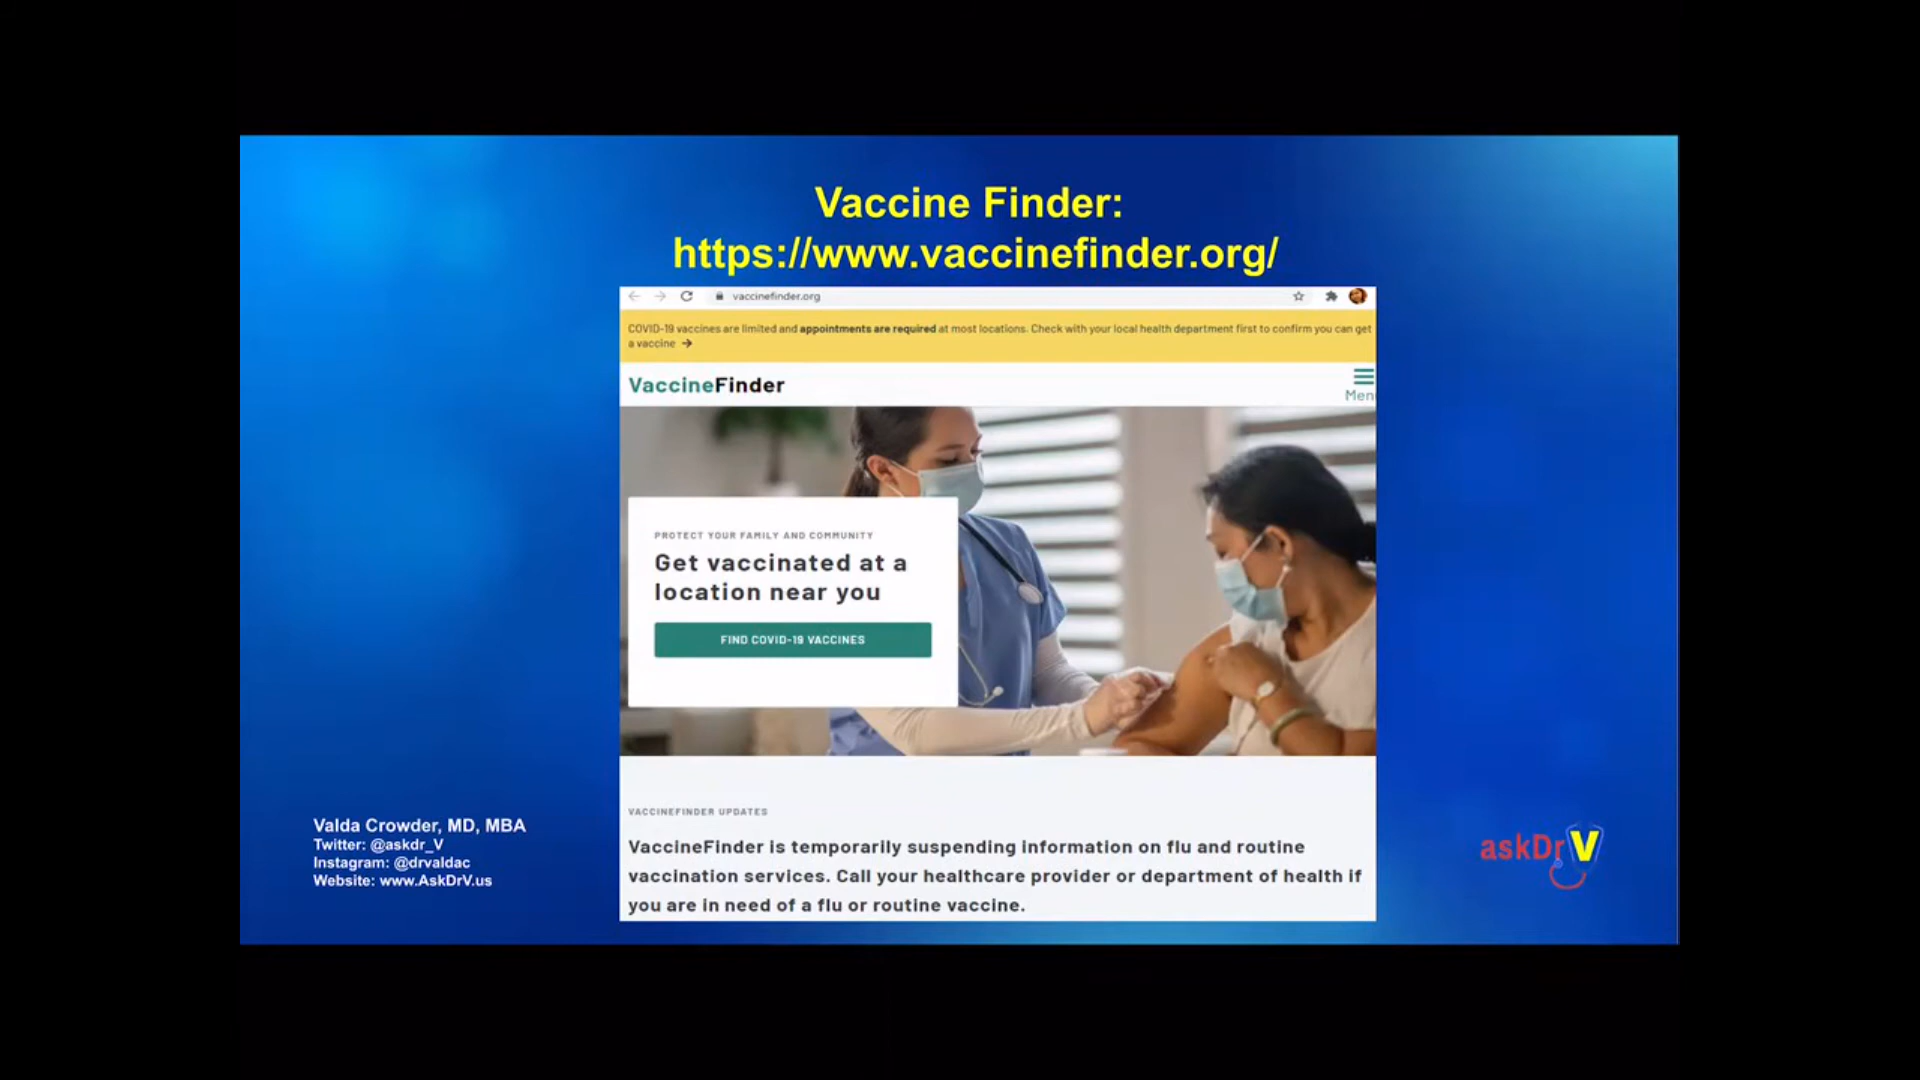 Vaccine Finder:
https://www.vaccinefinder.org/
vaccinefinder.org
COVID-19 vaccines are limited and appointments are required at most locations. Check with your local health department first to confirm you can get
a vaccine →
VaccineFinder
Men
PROTECT YOUR FAMILY AND COMMUNITY
Get vaccinated at a
location near you
FIND COVID-19 VACCINES
VACCINEFINDER UPDATES
VaccineFinder is temporarily suspending information on flu and routine
vaccination services. Call your healthcare provider or department of health if
you are in need of a flu or routine vaccine.
Valda Crowder, MD, MBA
Twitter: @askdr_V
Instagram: @drvaldac
Website: www.AskDrV.us
askDrV